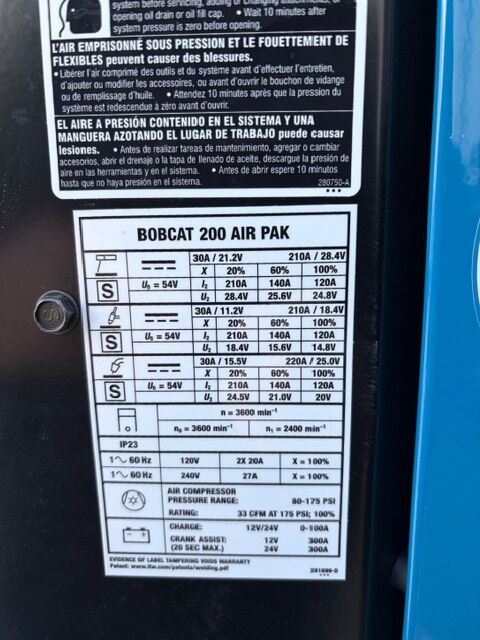 system before servicing, adding or changing attachments, or
opening oil drain or oil fill cap. • Wait 10 minutes after
system pressure is zero before opening.
L'AIR EMPRISONNÉ SOUS PRESSION ET LE FOUETTEMENT DE
FLEXIBLES peuvent causer des blessures.
• Libérer l'air comprimé des outils et du système avant d'effectuer l'entretien,
d'ajouter ou modifier les accessoires, ou avant d'ouvrir le bouchon de vidange
ou de remplissage d'huile. • Attendez 10 minutes après que la pression du
système est redescendue à zéro avant d'ouvrir.
EL AIRE A PRESIÓN CONTENIDO EN EL SISTEMA Y UNA
MANGUERA AZOTANDO EL LUGAR DE TRABAJO puede causar
lesiones. • Antes de realizar tareas de mantenimiento, agregar o cambiar
accesorios, abrir el drenaje o la tapa de llenado de aceite, descargue la presión de
aire en las herramientas y en el sistema. • Antes de abrir espere 10 minutos
hasta que no haya presión en el sistema.
280750-A
BOBCAT 200 AIR PAK
30A / 21.2V 210A / 28.4V
X 20% 60% 100%
S U₀ = 54V I₂ 210A 140A 120A
U₂ 28.4V 25.6V 24.8V
30A / 11.2V 210A / 18.4V
X 20% 60% 100%
S U₀ = 54V I₂ 210A 140A 120A
U₂ 18.4V 15.6V 14.8V
30A / 15.5V 220A / 25.0V
X 20% 60% 100%
S U₀ = 54V I₂ 210A 140A 120A
U₂ 24.5V 21.0V 20V
n = 3600 min⁻¹
n₀ = 3600 min⁻¹ n₁ = 2400 min⁻¹
IP23
1~ 60 Hz 120V 2X 20A X = 100%
1~ 60 Hz 240V 27A X = 100%
AIR COMPRESSOR
PRESSURE RANGE: 80-175 PSI
RATING: 33 CFM AT 175 PSI; 100%
CHARGE: 12V/24V 0-100A
CRANK ASSIST: 12V 300A
(20 SEC MAX.) 24V 300A
EVIDENCE OF LABEL TAMPERING VOIDS WARRANTY
Patent: www.itw.com/patents/welding.pdf
281699-D